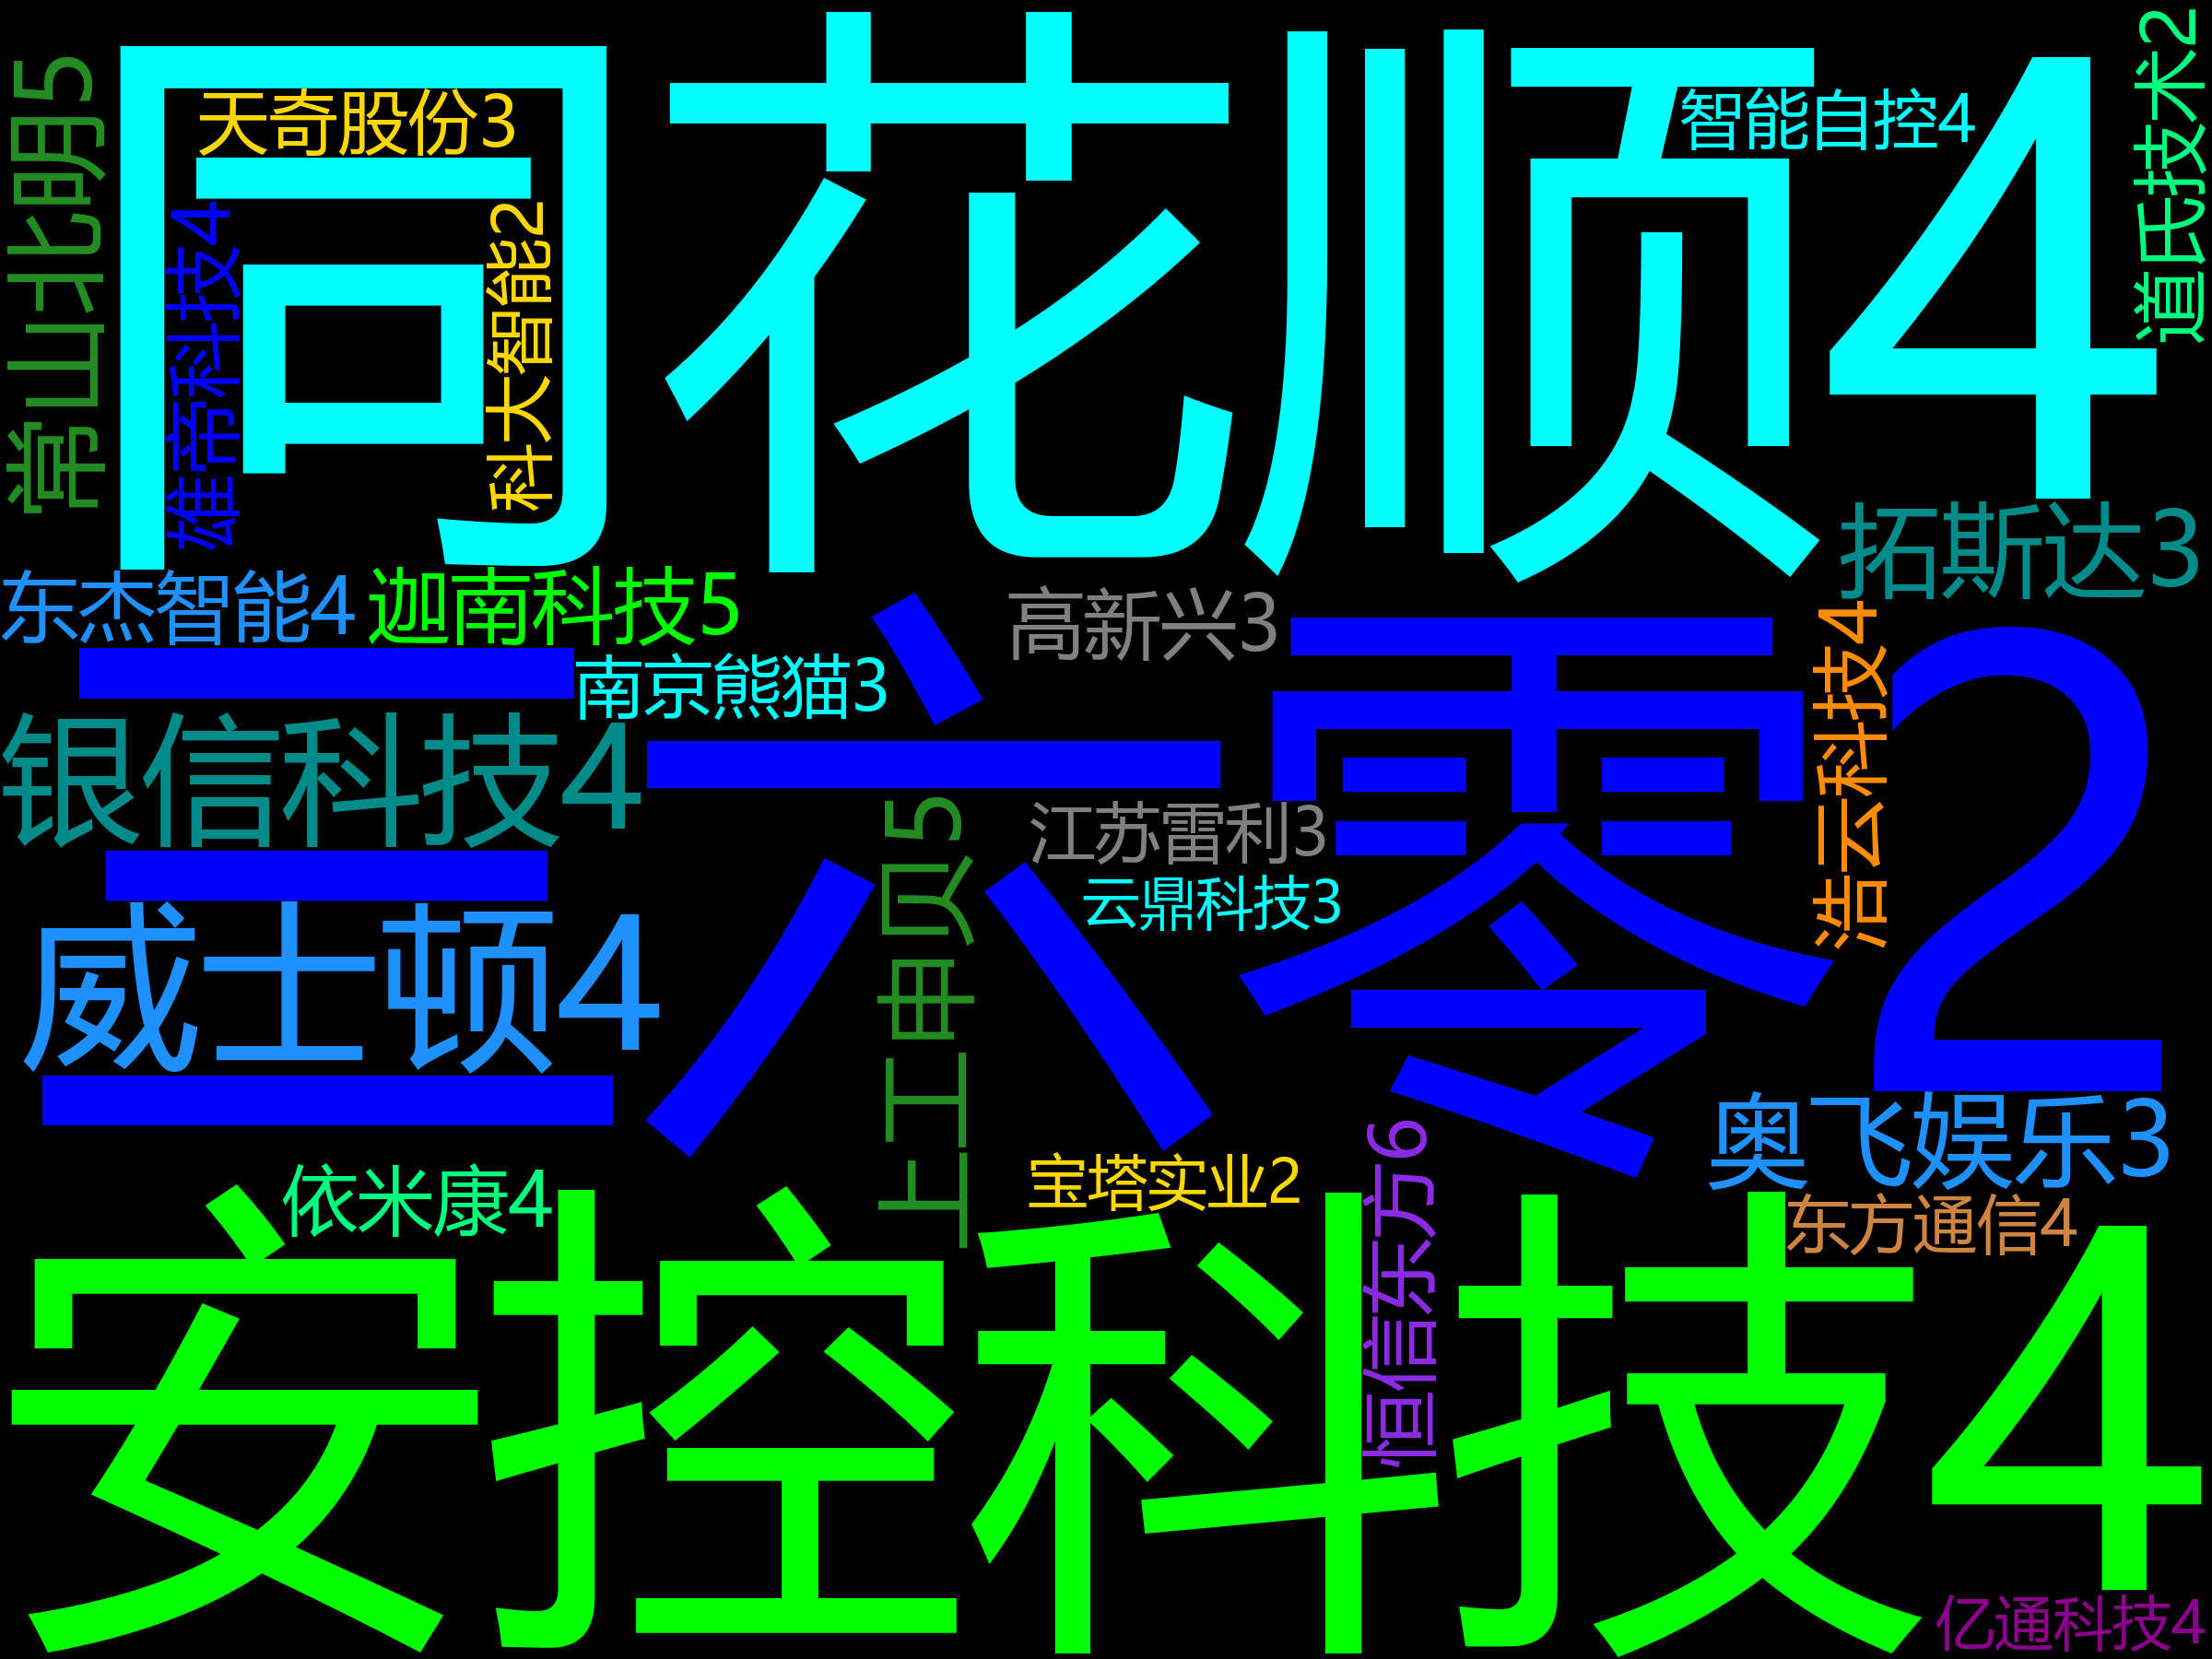 同花顺4
天奇股份3
智能自控4
道氏技术2
常山北明5
雄帝科技4
科大智能2
拓斯达3
东杰智能4
迦南科技5
高新兴3
南京熊猫3
三六零2
浩云科技4
银信科技4
江苏雷利3
云鼎科技3
上工申贝5
威士顿4
奥飞娱乐3
恒信东方6
宝塔实业2
依米康4
东方通信4
安控科技4
亿通科技4